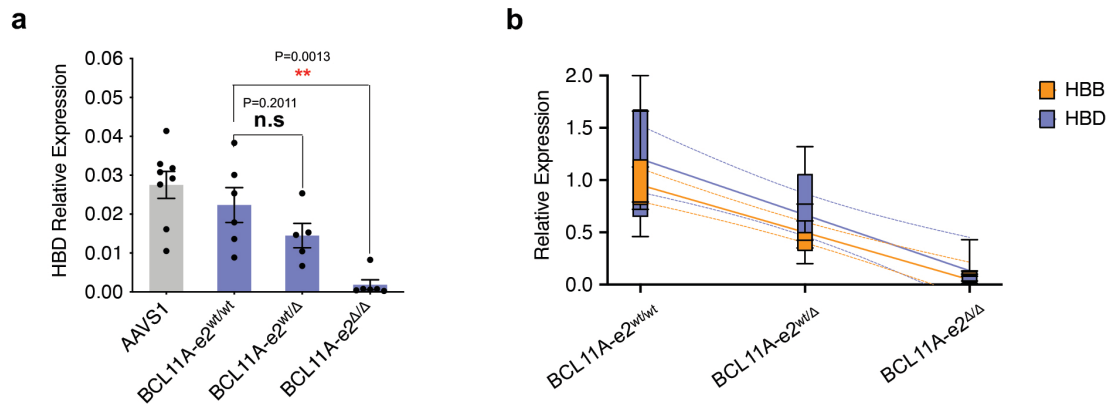 a
P=0.0013
**
P=0.2011
n.s
HBD Relative Expression
0.06
0.05
0.04
0.03
0.02
0.01
0.00
AAVS1
BCL11A-e2wt/wt
BCL11A-e2wt/Δ
BCL11A-e2Δ/Δ
b
Relative Expression
2.0
1.5
1.0
0.5
0.0
BCL11A-e2wt/wt
BCL11A-e2wt/Δ
BCL11A-e2Δ/Δ
HBB
HBD